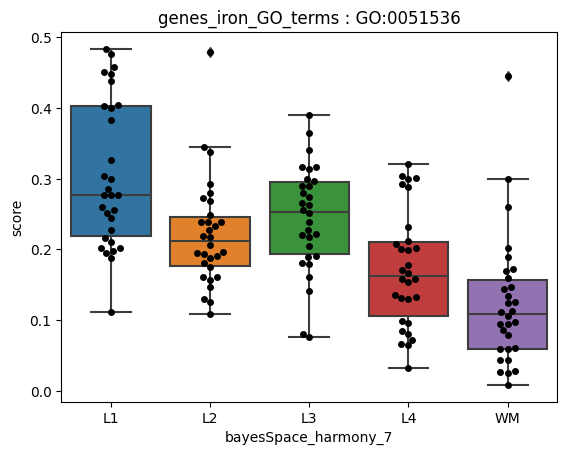 genes_iron_GO_terms : GO:0051536
score
0.5
0.4
0.3
0.2
0.1
0.0
L1 L2 L3 L4 WM
bayesSpace_harmony_7